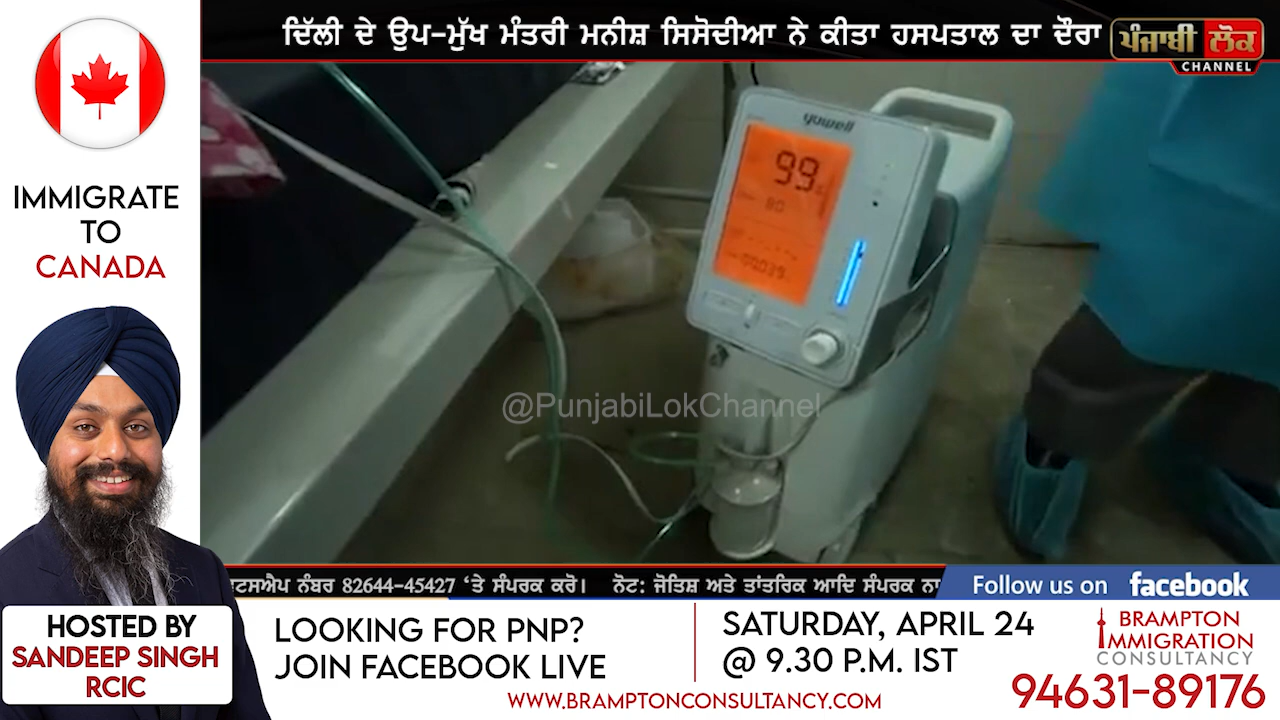 ਦਿੱਲੀ ਦੇ ਉਪ-ਮੁੱਖ ਮੰਤਰੀ ਮਨੀਸ਼ ਸਿਸੋਦੀਆ ਨੇ ਕੀਤਾ ਹਸਪਤਾਲ ਦਾ ਦੌਰਾ
ਪੰਜਾਬੀ ਲੋਕ
CHANNEL
IMMIGRATE
TO
CANADA
yuwell
99
80
@PunjabiLokChannel
ਨੰਬਰ 82644-45427 ‘ਤੇ ਸੰਪਰਕ ਕਰੋ। ਨੋਟ: ਜੋਤਿਸ਼ ਅਤੇ ਤਾਂਤਰਿਕ ਆਦਿ ਸੰਪਰਕ ਨਾ
Follow us on facebook
HOSTED BY
SANDEEP SINGH
RCIC
LOOKING FOR PNP?
JOIN FACEBOOK LIVE
SATURDAY, APRIL 24
@ 9.30 P.M. IST
WWW.BRAMPTONCONSULTANCY.COM
BRAMPTON
IMMIGRATION
CONSULTANCY
94631-89176